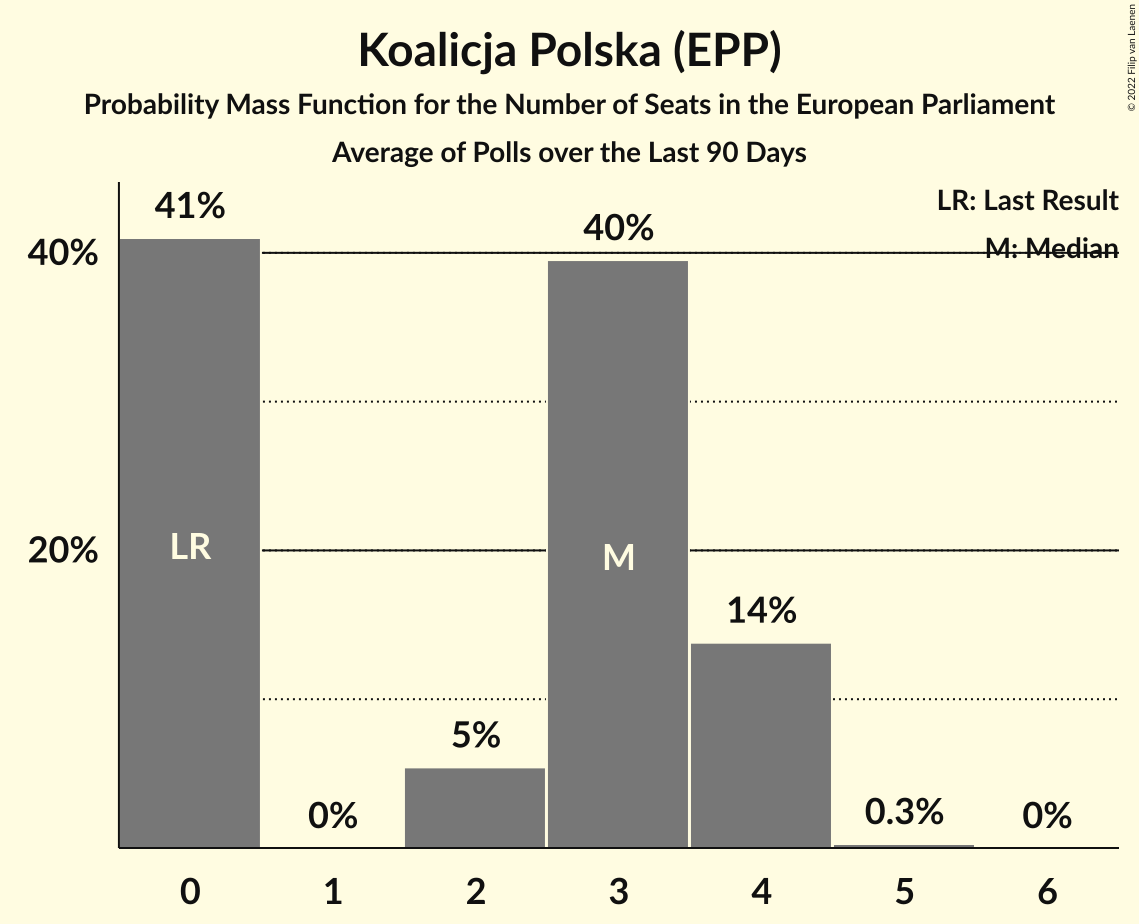 Koalicja Polska (EPP)
Probability Mass Function for the Number of Seats in the European Parliament
Average of Polls over the Last 90 Days
© 2022 Filip van Laenen
LR: Last Result
M: Median
41%
40%
40%
20%
LR
M
14%
5%
0%
0.3%
0%
0 1 2 3 4 5 6